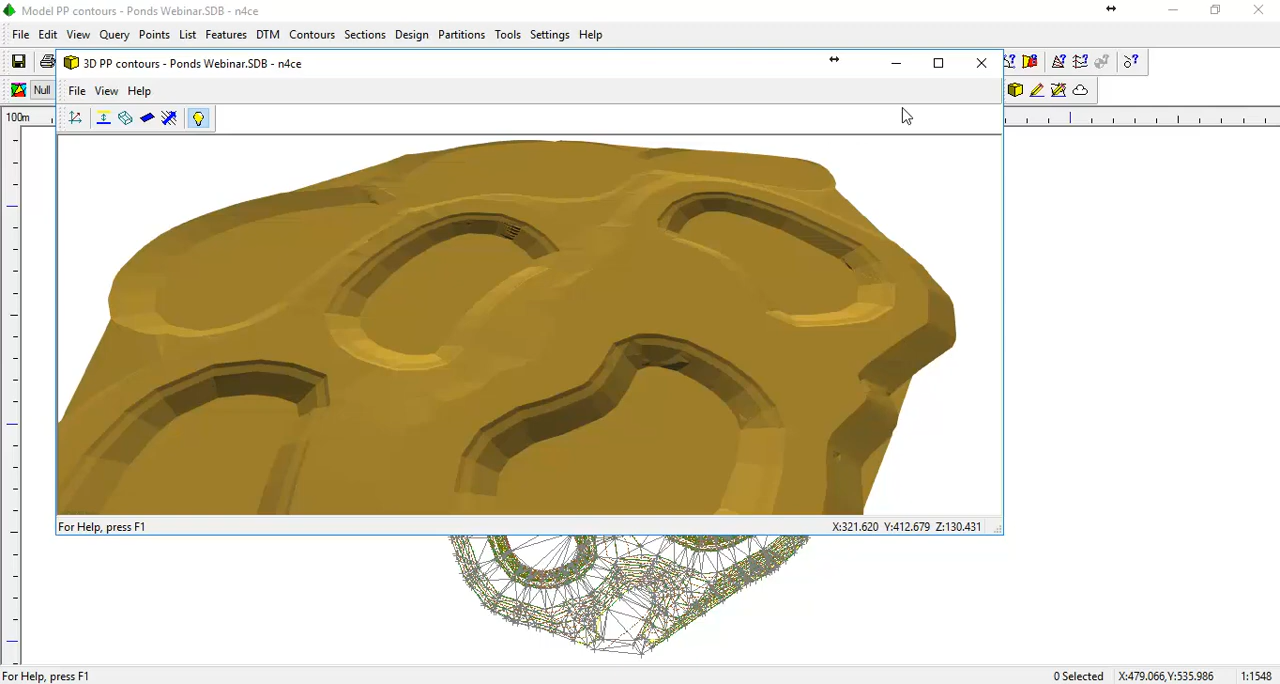 Model PP contours - Ponds Webinar.SDB - n4ce
File Edit View Query Points List Features DTM Contours Sections Design Partitions Tools Settings Help
3D PP contours - Ponds Webinar.SDB - n4ce
Null
File View Help
100m
For Help, press F1 X:321.620 Y:412.679 Z:130.431
For Help, press F1 0 Selected X:479.066,Y:535.986 1:1548